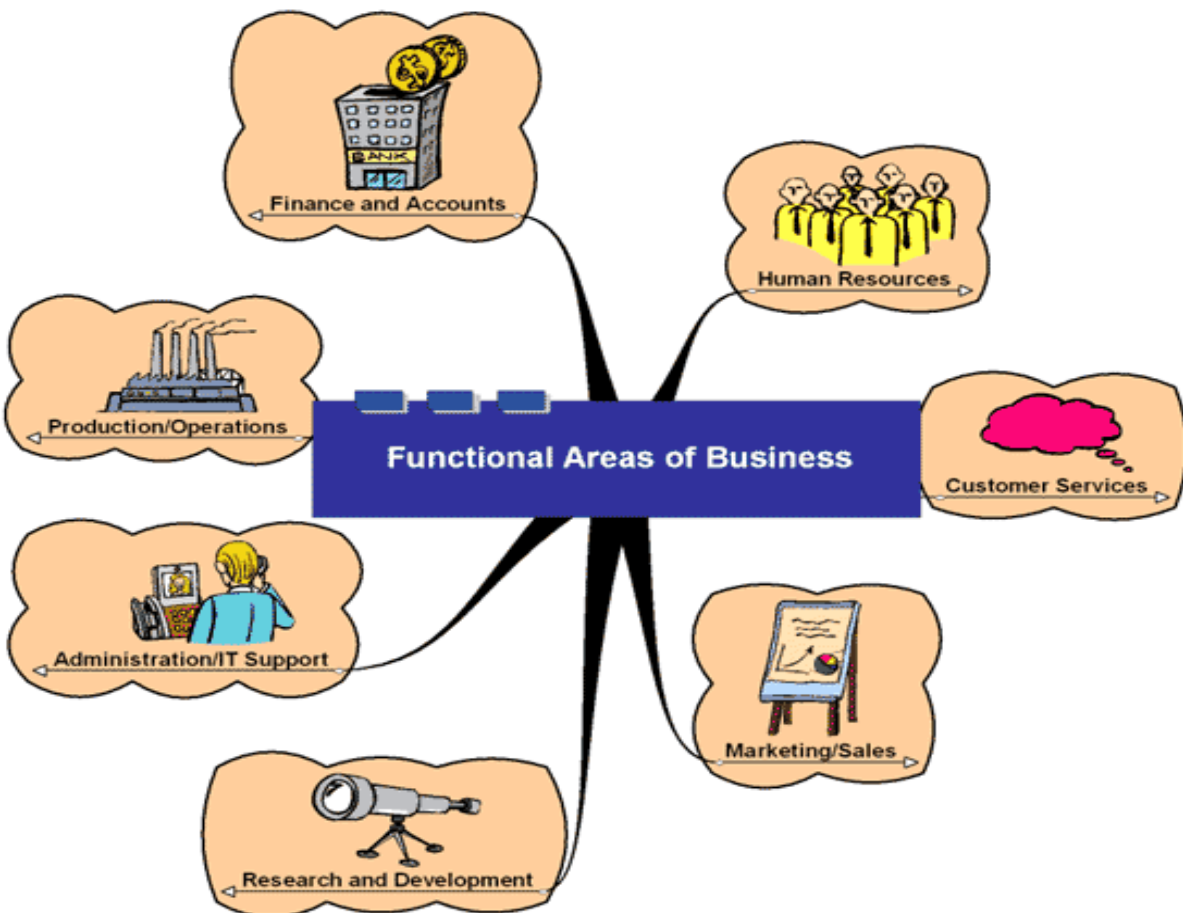 BANK
Finance and Accounts
Human Resources
Production/Operations
Functional Areas of Business
Customer Services
Administration/IT Support
Marketing/Sales
Research and Development